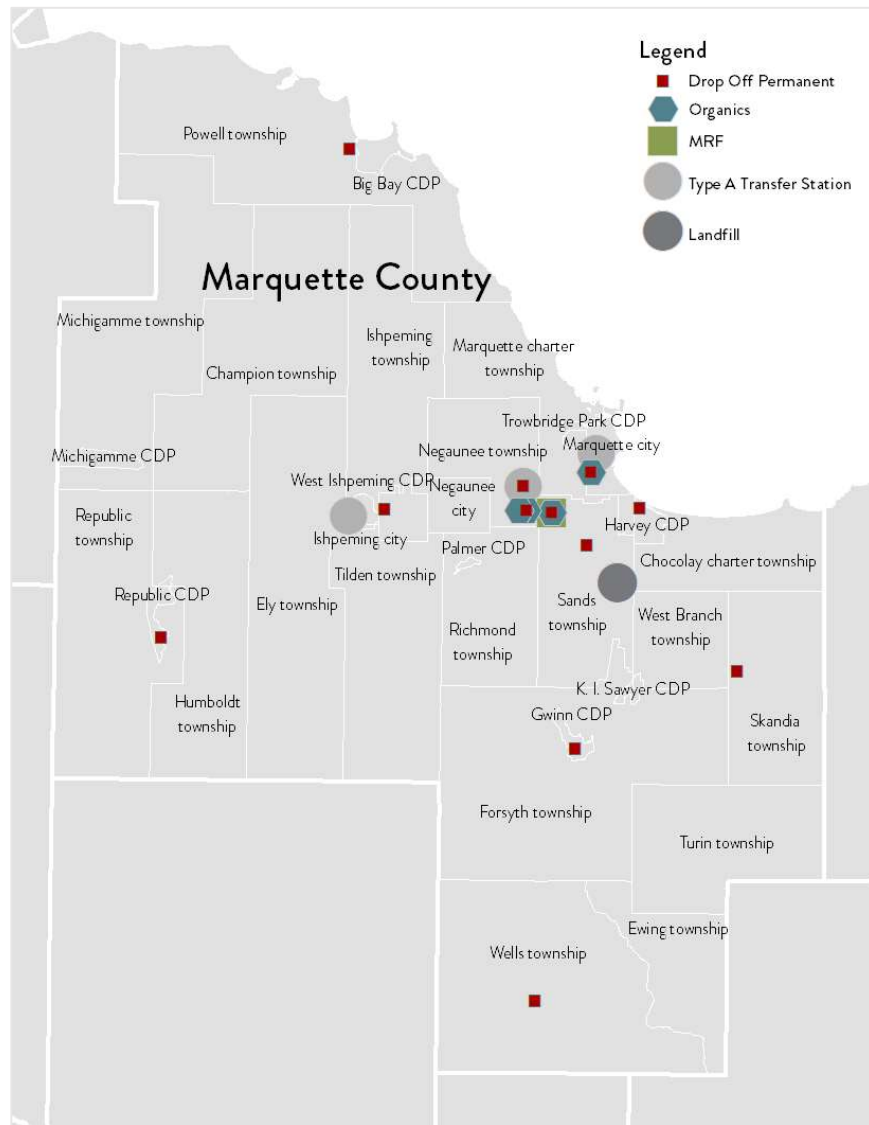 Legend
Drop Off Permanent
Organics
MRF
Type A Transfer Station
Landfill
Powell township
Big Bay CDP
Marquette County
Michigamme township
Ishpeming
township
Marquette charter
township
Champion township
Trowbridge Park CDP
Marquette city
Negaunee township
Michigamme CDP
West Ishpeming CDP
Negaunee
city
Republic
township
Harvey CDP
Ishpeming city
Palmer CDP
Chocolay charter township
Tilden township
Republic CDP
Ely township
Sands
township
West Branch
township
Richmond
township
K. I. Sawyer CDP
Humboldt
township
Gwinn CDP
Skandia
township
Forsyth township
Turin township
Ewing township
Wells township